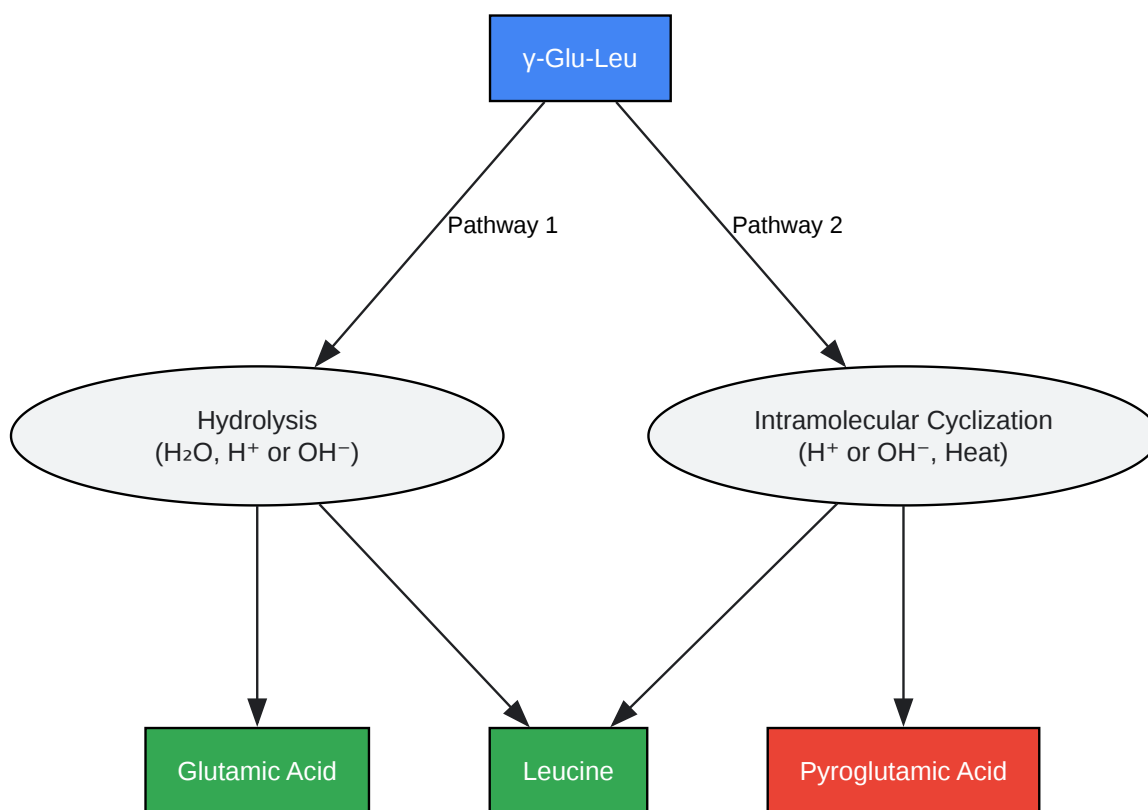 γ-Glu-Leu
Pathway 1
Pathway 2
Hydrolysis
(H₂O, H⁺ or OH⁻)
Intramolecular Cyclization
(H⁺ or OH⁻, Heat)
Glutamic Acid
Leucine
Pyroglutamic Acid